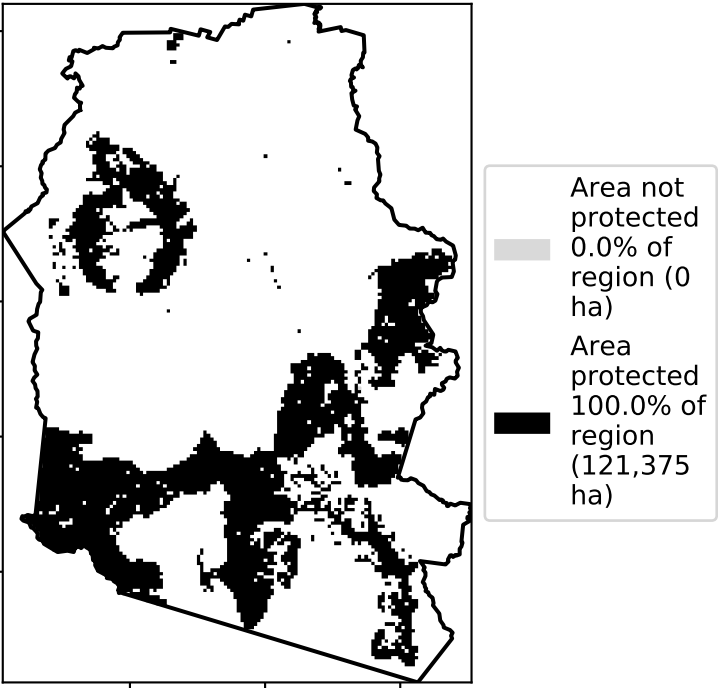 Area not
protected
0.0% of
region (0
ha)
Area
protected
100.0% of
region
(121,375
ha)